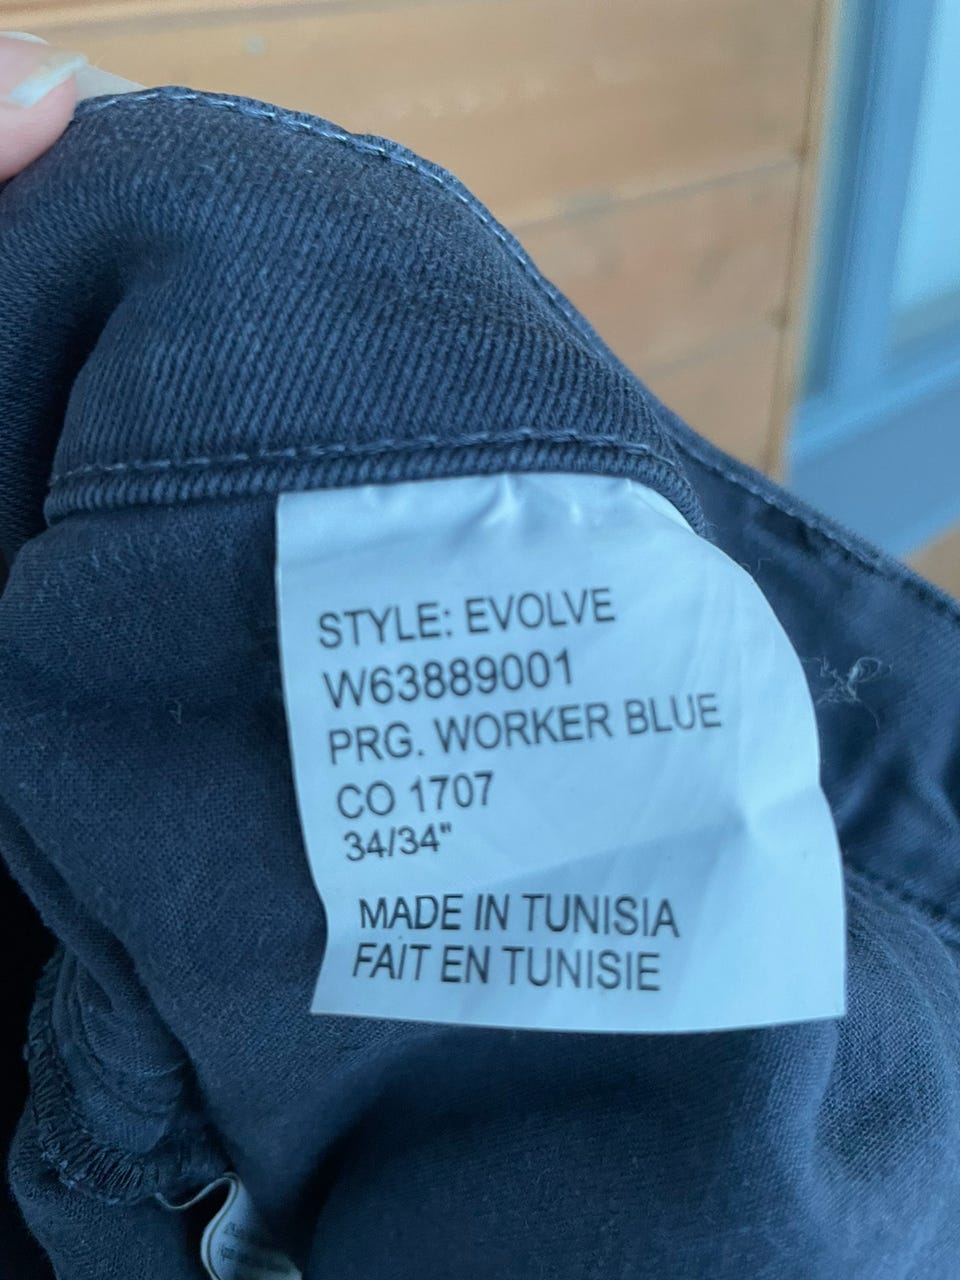 STYLE: EVOLVE
W63889001
PRG. WORKER BLUE
CO 1707
34/34"
MADE IN TUNISIA
FAIT EN TUNISIE